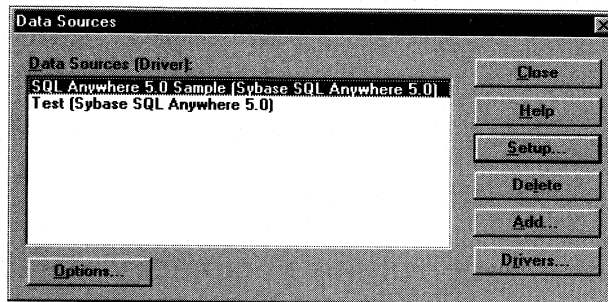 Data Sources
Data Sources (Driver):
SQL Anywhere 5.0 Sample (Sybase SQL Anywhere 5.0)
Test (Sybase SQL Anywhere 5.0)
Close
Help
Setup...
Delete
Add...
Drivers...
Options...